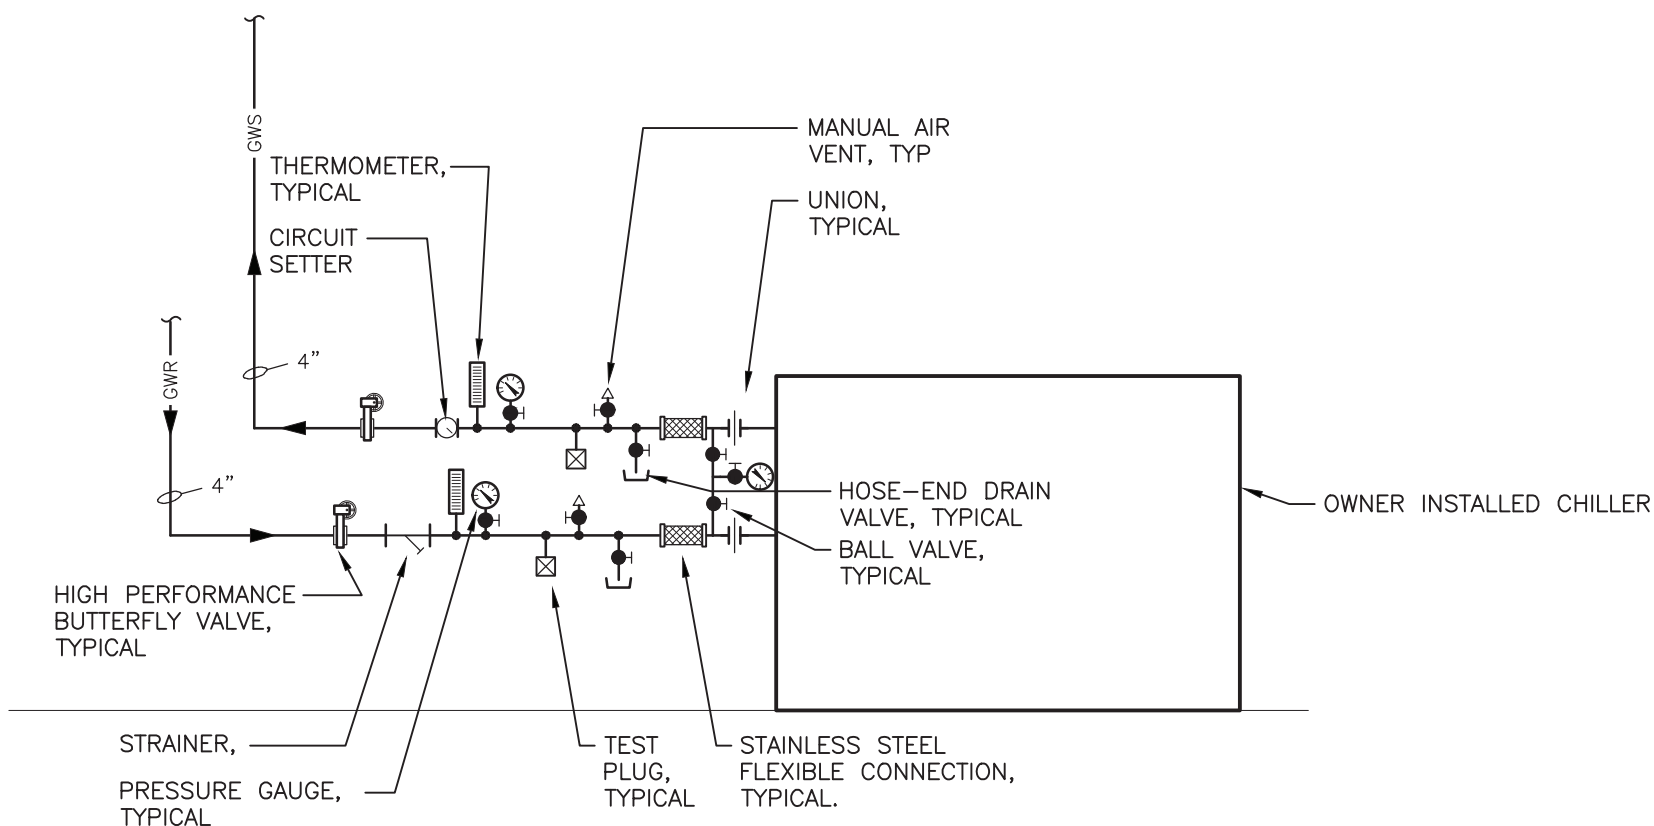 GWS
MANUAL AIR
VENT, TYP
THERMOMETER,
TYPICAL
UNION,
TYPICAL
CIRCUIT
SETTER
GWR
4”
4”
HOSE-END DRAIN
VALVE, TYPICAL
OWNER INSTALLED CHILLER
BALL VALVE,
TYPICAL
HIGH PERFORMANCE
BUTTERFLY VALVE,
TYPICAL
STRAINER,
TEST
PLUG,
TYPICAL
STAINLESS STEEL
FLEXIBLE CONNECTION,
TYPICAL.
PRESSURE GAUGE,
TYPICAL